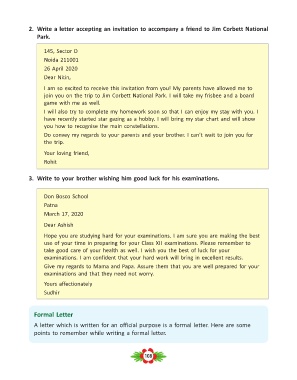 2. Write a letter accepting an invitation to accompany a friend to Jim Corbett National
Park.
145, Sector O
Noida 211001
26 April 2020
Dear Nitin,
I am so excited to receive this invitation from you! My parents have allowed me to
join you on the trip to Jim Corbett National Park. I will take my frisbee and a board
game with me as well.
I will also try to complete my homework soon so that I can enjoy my stay with you. I
have recently started star gazing as a hobby. I will bring my star chart and will show
you how to recognise the main constellations.
Do convey my regards to your parents and your brother. I can't wait to join you for
the trip.
Your loving friend,
Rohit
3. Write to your brother wishing him good luck for his examinations.
Don Bosco School
Patna
March 17, 2020
Dear Ashish
Hope you are studying hard for your examinations. I am sure you are making the best
use of your time in preparing for your Class XII examinations. Please remember to
take good care of your health as well. I wish you the best of luck for your
examinations. I am confident that your hard work will bring in excellent results.
Give my regards to Mama and Papa. Assure them that you are well prepared for your
examinations and that they need not worry.
Yours affectionately
Sudhir
Formal Letter
A letter which is written for an official purpose is a formal letter. Here are some
points to remember while writing a formal letter.
108